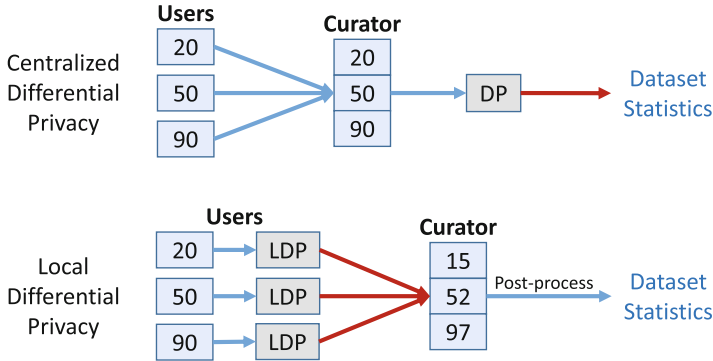 Users
Curator
Centralized
Differential
Privacy
20
50
90
20
50
90
DP
Dataset
Statistics
Users
Curator
Local
Differential
Privacy
20
LDP
50
LDP
90
LDP
15
52
97
Post-process
Dataset
Statistics